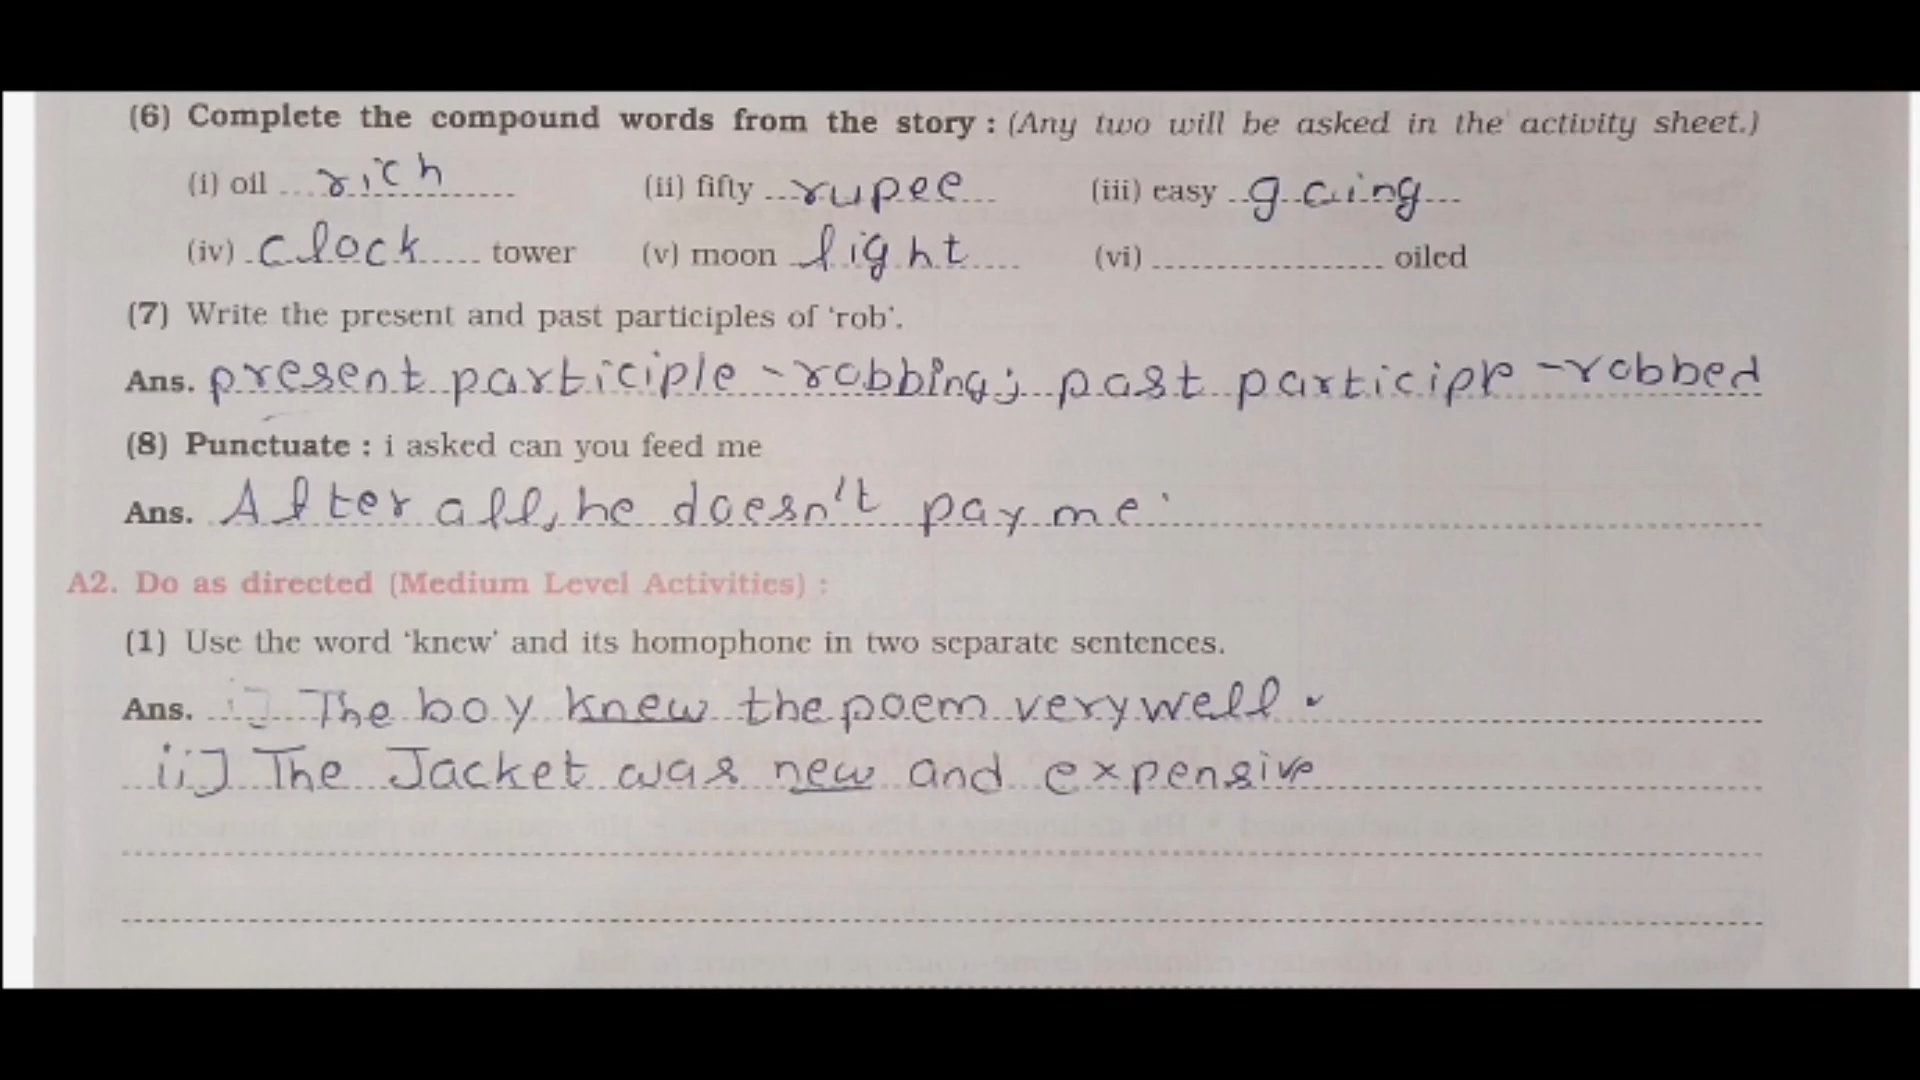 (6) Complete the compound words from the story : (Any two will be asked in the activity sheet.)
(i) oil ... rich ........ (ii) fifty ... rupee ... (iii) easy .. going ...
(iv) . clock ..... tower (v) moon .. light .... (vi) .................. oiled
(7) Write the present and past participles of ‘rob’.
Ans. present participle - robbing; past participle - robbed
(8) Punctuate : i asked can you feed me
Ans. After all, he doesn't pay me.
A2. Do as directed (Medium Level Activities) :
(1) Use the word ‘knew’ and its homophone in two separate sentences.
Ans. i] The boy knew the poem very well.
ii] The Jacket was new and expensive